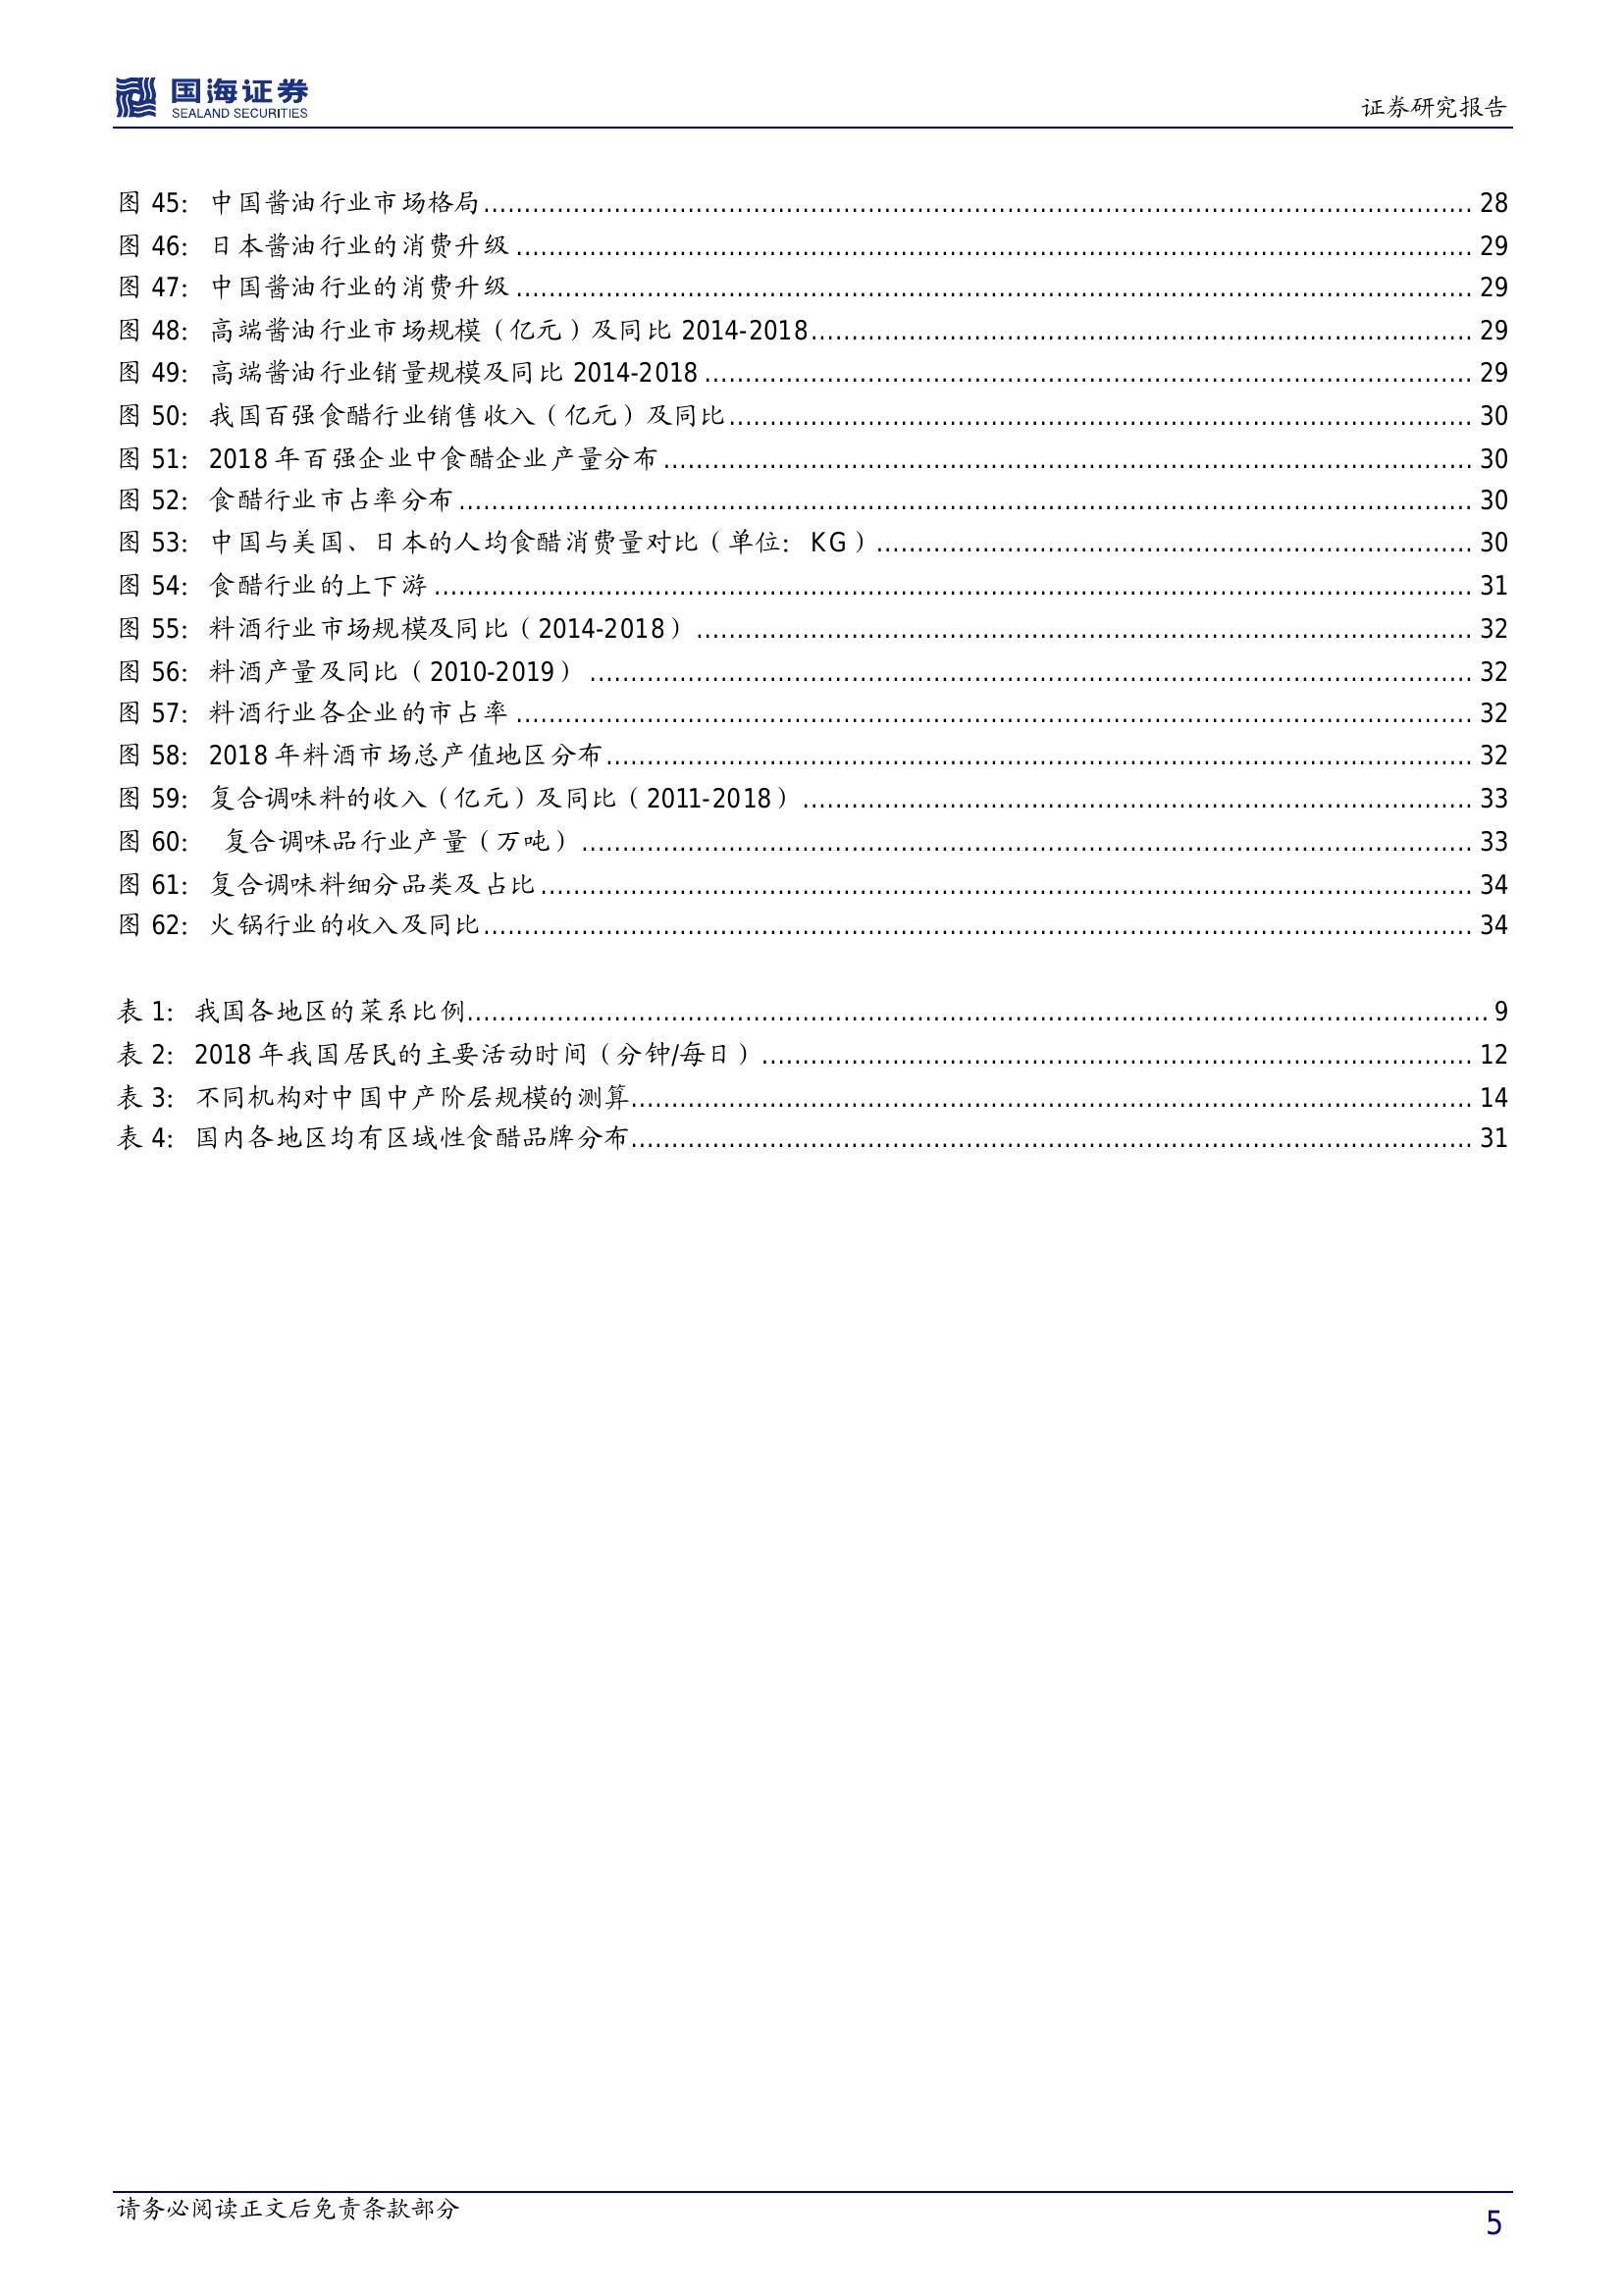 国海证券
SEALAND SECURITIES
证券研究报告
图 45: 中国酱油行业市场格局 28
图 46: 日本酱油行业的消费升级 29
图 47: 中国酱油行业的消费升级 29
图 48: 高端酱油行业市场规模（亿元）及同比 2014-2018 29
图 49: 高端酱油行业销量规模及同比 2014-2018 29
图 50: 我国百强食醋行业销售收入（亿元）及同比 30
图 51: 2018 年百强企业中食醋企业产量分布 30
图 52: 食醋行业市占率分布 30
图 53: 中国与美国、日本的人均食醋消费量对比（单位: KG） 30
图 54: 食醋行业的上下游 31
图 55: 料酒行业市场规模及同比（2014-2018） 32
图 56: 料酒产量及同比（2010-2019） 32
图 57: 料酒行业各企业的市占率 32
图 58: 2018 年料酒市场总产值地区分布 32
图 59: 复合调味料的收入（亿元）及同比（2011-2018） 33
图 60: 复合调味品行业产量（万吨） 33
图 61: 复合调味料细分品类及占比 34
图 62: 火锅行业的收入及同比 34
表 1: 我国各地区的菜系比例 9
表 2: 2018 年我国居民的主要活动时间（分钟/每日） 12
表 3: 不同机构对中国中产阶层规模的测算 14
表 4: 国内各地区均有区域性食醋品牌分布 31
请务必阅读正文后免责条款部分
5